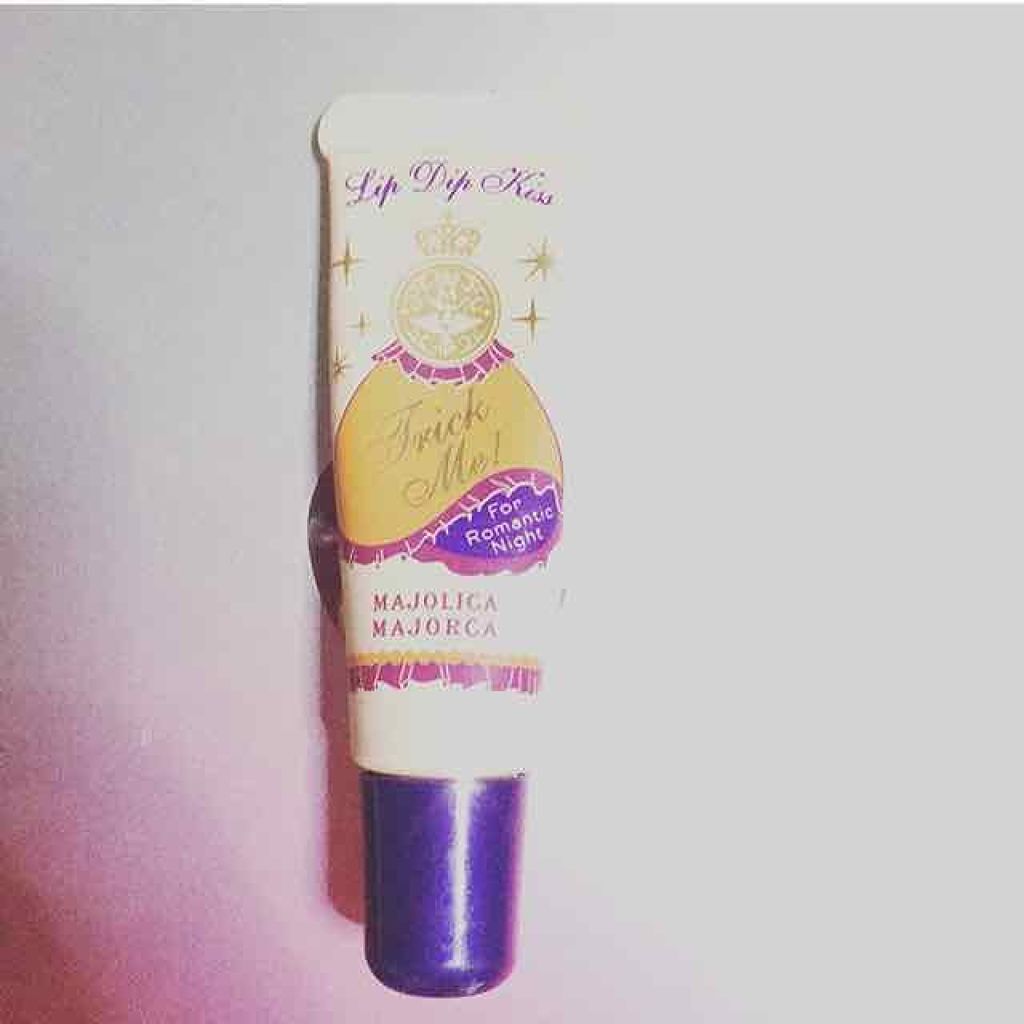 Lip Dip Kiss
Trick
Me!
For
Romantic
Night
MAJOLICA
MAJORCA